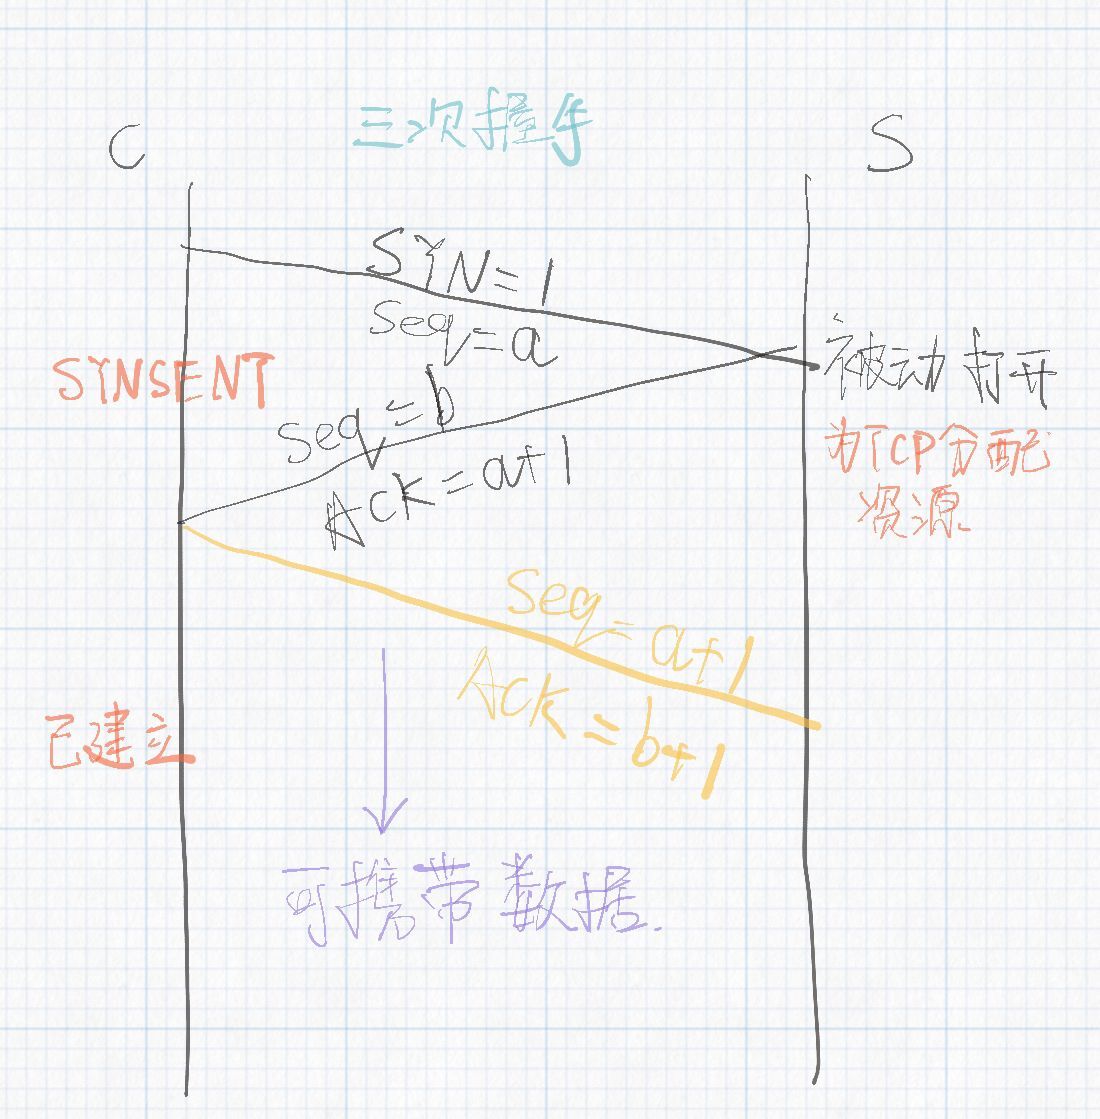 三次握手
C
S
SYN=1
Seq=a
被动打开
SYNSENT
Seq=b
为TCP分配
资源
ACK=a+1
Seq=a+1
ACK=b+1
已建立
可携带数据.